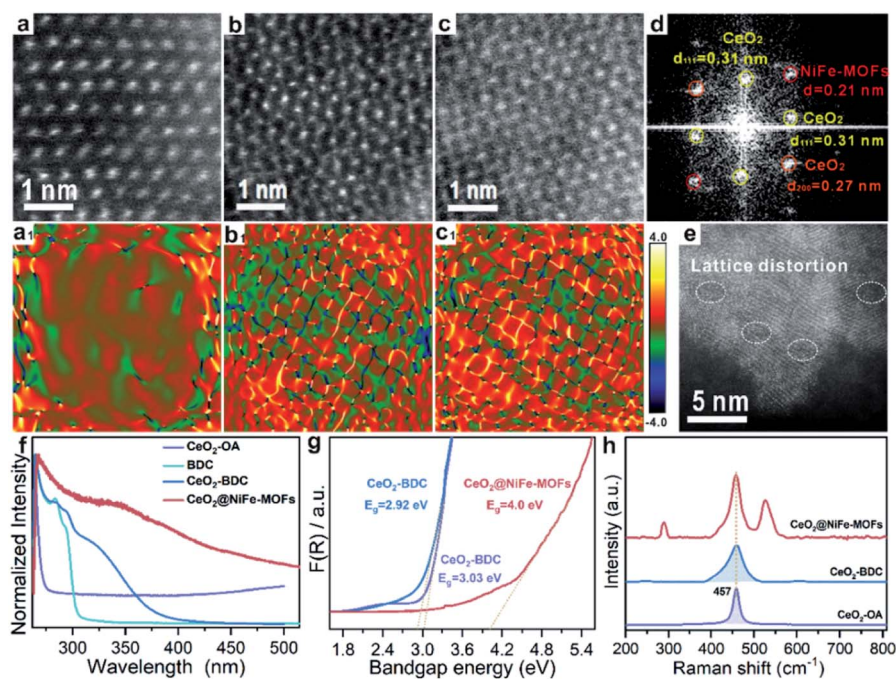 a
1 nm
b
1 nm
c
1 nm
d
CeO₂
d₁₁₁=0.31 nm
NiFe-MOFs
d=0.21 nm
CeO₂
d₁₁₁=0.31 nm
CeO₂
d₂₀₀=0.27 nm
a₁
b₁
c₁
4.0
-4.0
e
Lattice distortion
5 nm
f
CeO₂-OA
BDC
CeO₂-BDC
CeO₂@NiFe-MOFs
Normalized Intensity
250 300 350 400 450 500
Wavelength (nm)
g
CeO₂-BDC
E_g=2.92 eV
CeO₂@NiFe-MOFs
E_g=4.0 eV
CeO₂-BDC
E_g=3.03 eV
F(R) / a.u.
1.8 2.4 3.0 3.6 4.2 4.8 5.4
Bandgap energy (eV)
h
CeO₂@NiFe-MOFs
CeO₂-BDC
457
CeO₂-OA
Intensity (a.u.)
200 300 400 500 600 700 800
Raman shift (cm⁻¹)